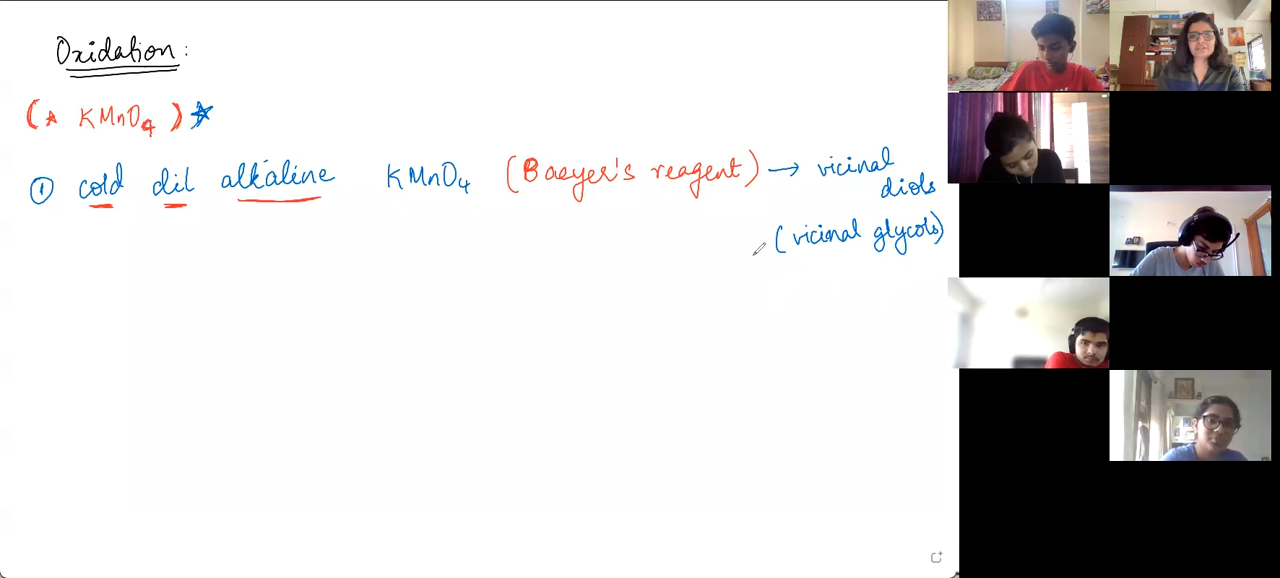 Oxidation:
(★ KMnO4) ★
① cold dil alkaline KMnO4 (Baeyer's reagent) → vicinal
diols
(vicinal glycols)